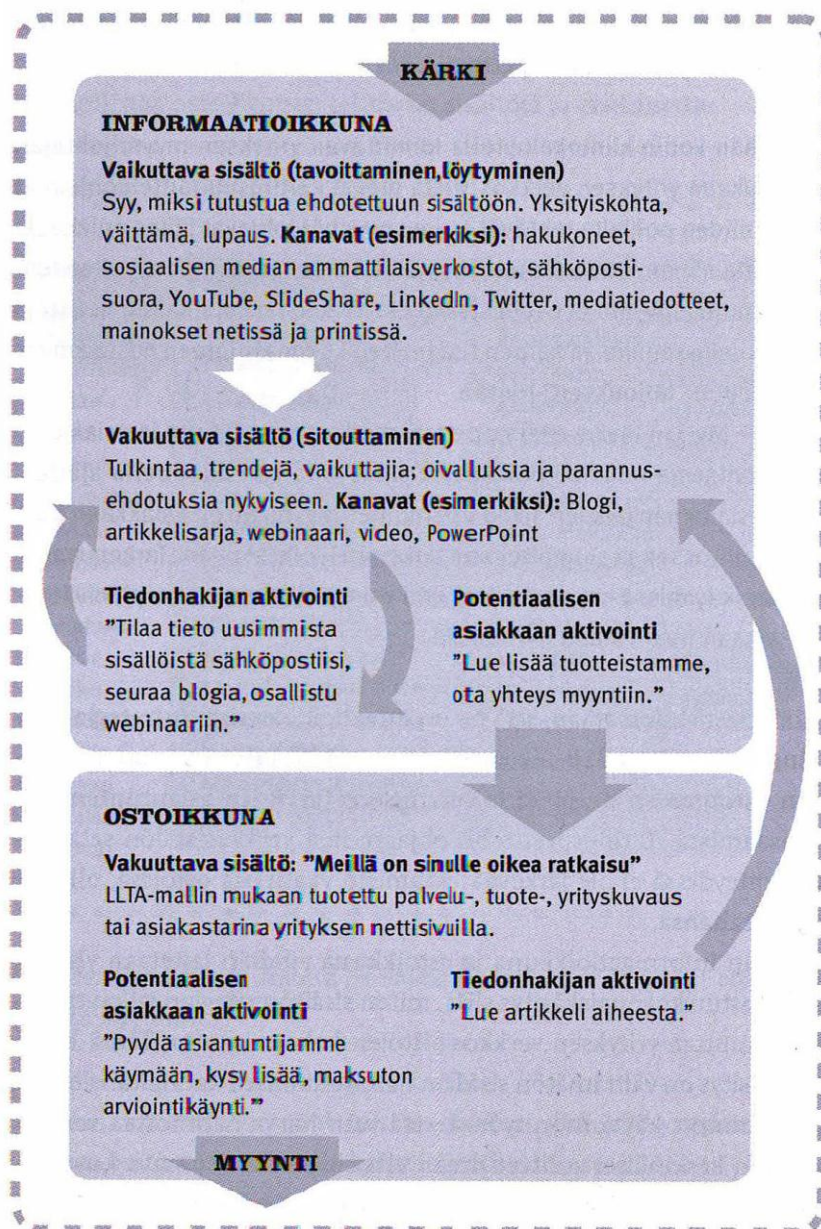 KÄRKI
INFORMAATIOIKKUNA
Vaikuttava sisältö (tavoittaminen,löytyminen)
Syy, miksi tutustua ehdotettuun sisältöön. Yksityiskohta,
väittämä, lupaus. Kanavat (esimerkiksi): hakukoneet,
sosiaalisen median ammattilaisverkostot, sähköposti-
suora, YouTube, SlideShare, LinkedIn, Twitter, mediatiedotteet,
mainokset netissä ja printissä.
Vakuuttava sisältö (sitouttaminen)
Tulkintaa, trendejä, vaikuttajia; oivalluksia ja parannus-
ehdotuksia nykyiseen. Kanavat (esimerkiksi): Blogi,
artikkelisarja, webinaari, video, PowerPoint
Tiedonhakijan aktivointi
"Tilaa tieto uusimmista
sisällöistä sähköpostiisi,
seuraa blogia, osallistu
webinaariin."
Potentiaalisen
asiakkaan aktivointi
"Lue lisää tuotteistamme,
ota yhteys myyntiin."
OSTOIKKUNA
Vakuuttava sisältö: "Meillä on sinulle oikea ratkaisu"
LLTA-mallin mukaan tuotettu palvelu-, tuote-, yrityskuvaus
tai asiakastarina yrityksen nettisivuilla.
Potentiaalisen
asiakkaan aktivointi
"Pyydä asiantuntijamme
käymään, kysy lisää, maksuton
arviointikäynti."
Tiedonhakijan aktivointi
"Lue artikkeli aiheesta."
MYYNTI